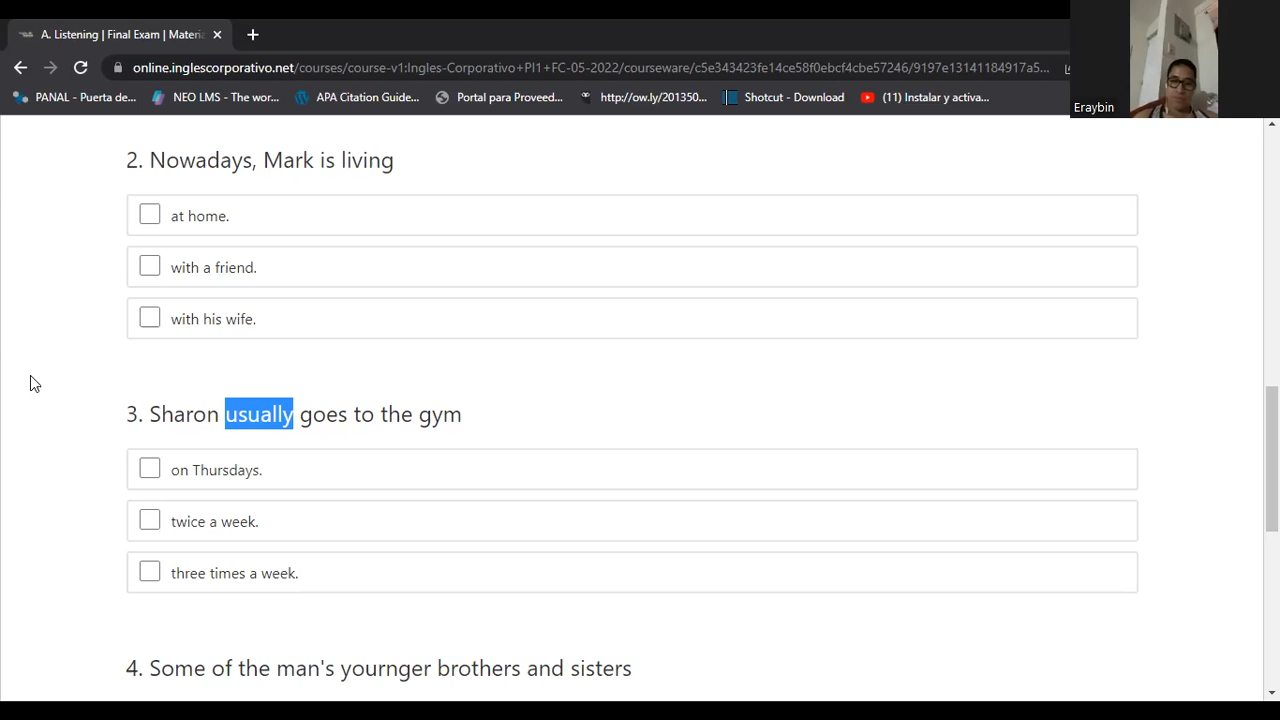 A. Listening | Final Exam | Materi
online.inglescorporativo.net/courses/course-v1:Ingles-Corporativo+PI1+FC-05-2022/courseware/c5e343423fe14ce58f0ebcf4cbe57246/9197e13141184917a5...
PANAL - Puerta de... NEO LMS - The wor... APA Citation Guide... Portal para Proveed... http://ow.ly/201350... Shotcut - Download (11) Instalar y activa...
Eraybin
2. Nowadays, Mark is living
at home.
with a friend.
with his wife.
3. Sharon usually goes to the gym
on Thursdays.
twice a week.
three times a week.
4. Some of the man's yournger brothers and sisters